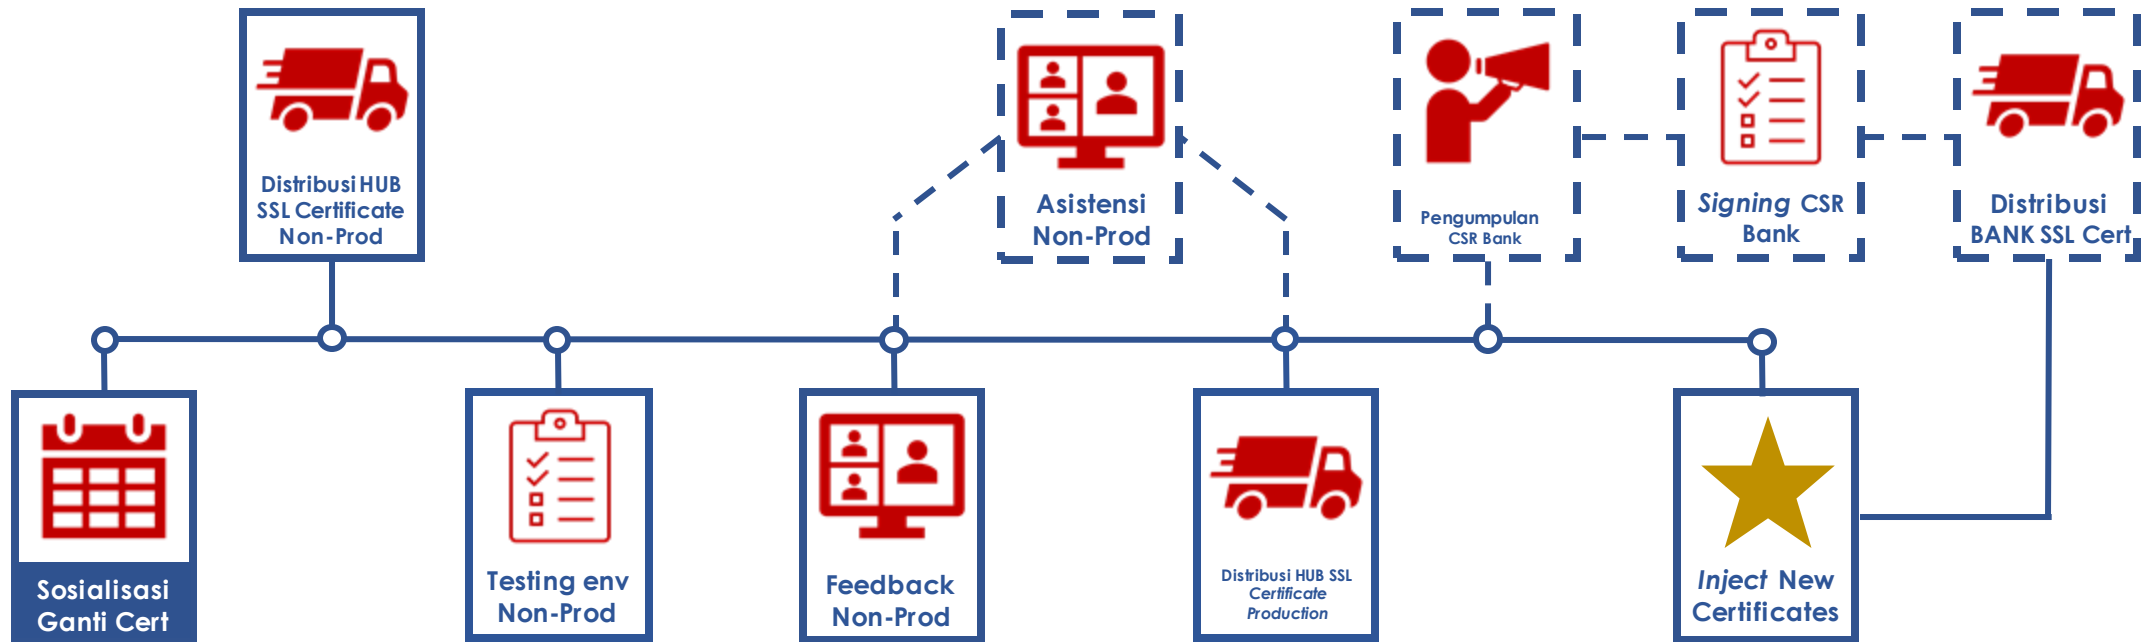 Distribusi HUB
SSL Certificate
Non-Prod
Asistensi
Non-Prod
Pengumpulan
CSR Bank
Signing CSR
Bank
Distribusi
BANK SSL Cert
Sosialisasi
Ganti Cert
Testing env
Non-Prod
Feedback
Non-Prod
Distribusi HUB SSL
Certificate
Production
Inject New
Certificates